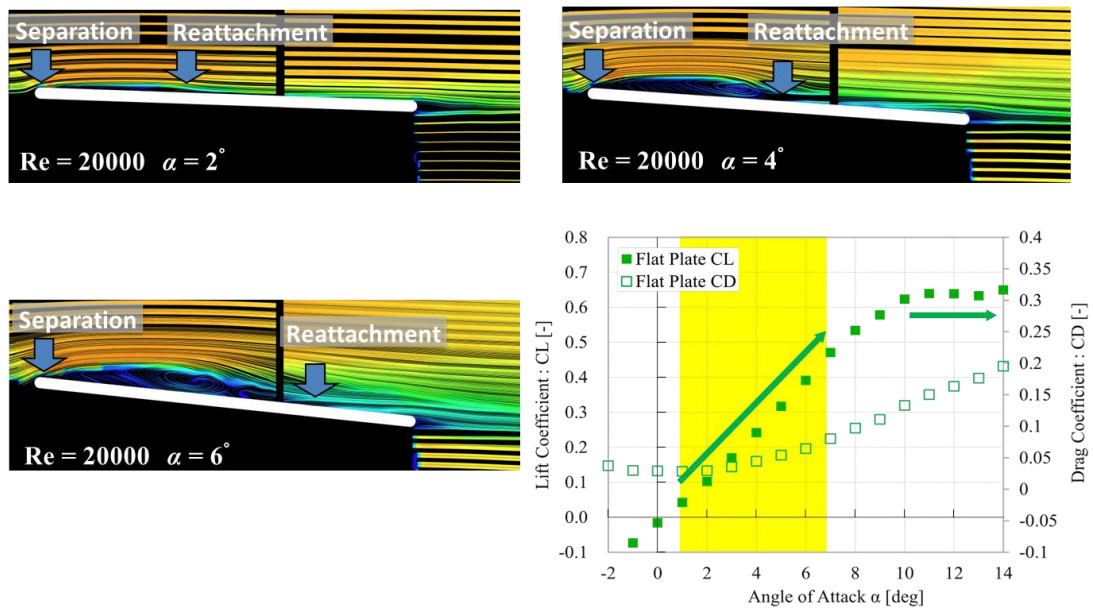 Separation Reattachment
Re = 20000 α = 2°
Separation Reattachment
Re = 20000 α = 4°
Separation
Reattachment
Re = 20000 α = 6°
Flat Plate CL
Flat Plate CD
Lift Coefficient : CL [-]
0.8
0.7
0.6
0.5
0.4
0.3
0.2
0.1
0.0
-0.1
0.4
0.35
0.3
0.25
0.2
0.15
0.1
0.05
0
-0.05
-0.1
Drag Coefficient : CD [-]
-2 0 2 4 6 8 10 12 14
Angle of Attack α [deg]